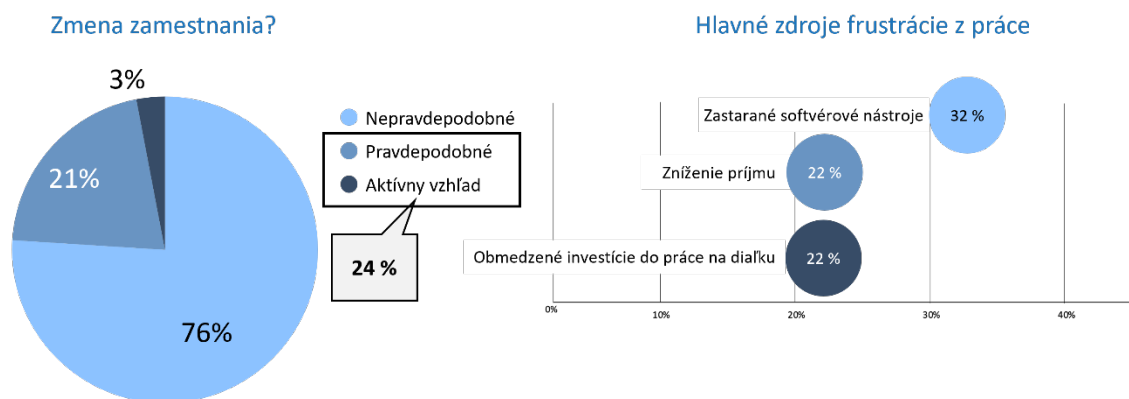 Zmena zamestnania?
3%
21%
76%
Nepravdepodobné
Pravdepodobné
Aktívny vzhľad
24 %
Hlavné zdroje frustrácie z práce
Zastarané softvérové nástroje
32 %
Zníženie príjmu
22 %
Obmedzené investície do práce na diaľku
22 %
0%
10%
20%
30%
40%